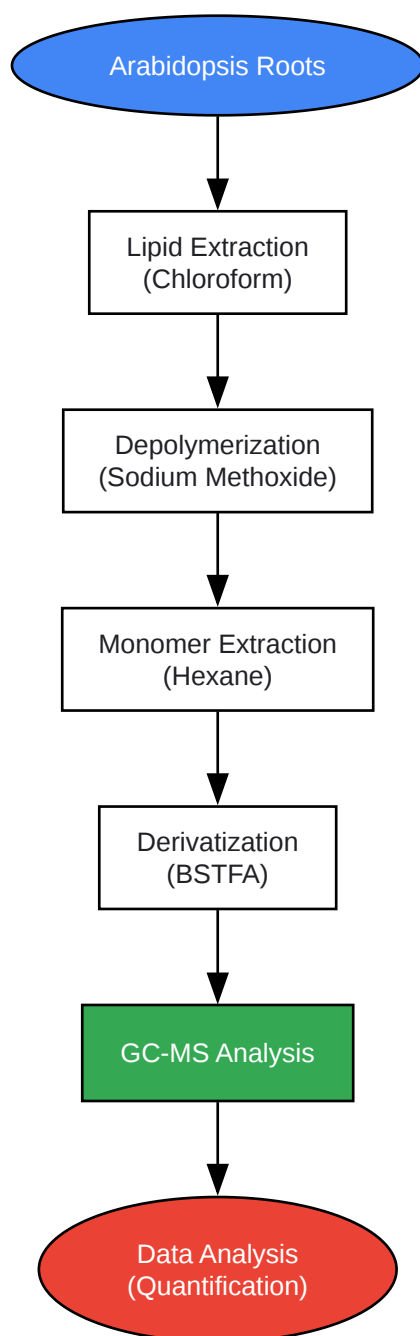 Arabidopsis Roots
Lipid Extraction
(Chloroform)
Depolymerization
(Sodium Methoxide)
Monomer Extraction
(Hexane)
Derivatization
(BSTFA)
GC-MS Analysis
Data Analysis
(Quantification)